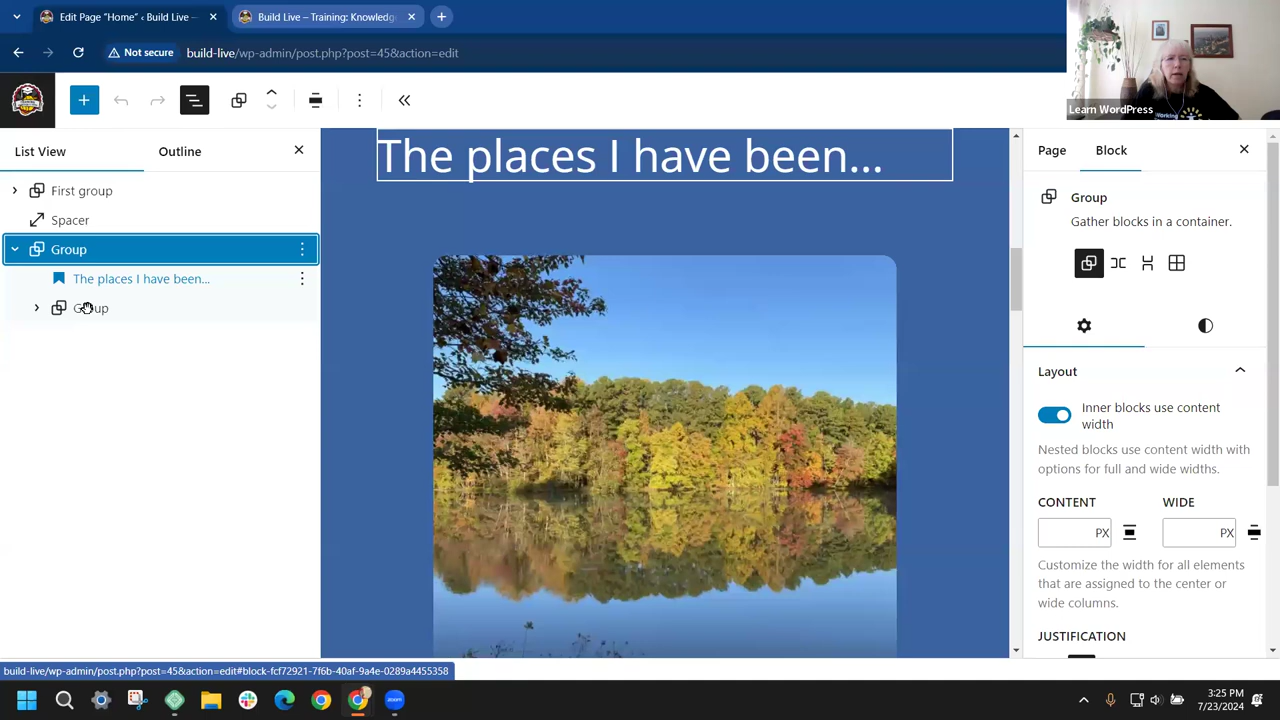 Edit Page “Home” ‹ Build Live –
Build Live – Training: Knowledg
Not secure
build-live/wp-admin/post.php?post=45&action=edit
Learn WordPress
List View
Outline
First group
Spacer
Group
The places I have been...
Group
The places I have been...
Page
Block
Group
Gather blocks in a container.
Layout
Inner blocks use content
width
Nested blocks use content width with
options for full and wide widths.
CONTENT
WIDE
PX
PX
Customize the width for all elements
that are assigned to the center or
wide columns.
JUSTIFICATION
build-live/wp-admin/post.php?post=45&action=edit#block-fcf72921-7f6b-40af-9a4e-0289a4455358
zoom
3:25 PM
7/23/2024